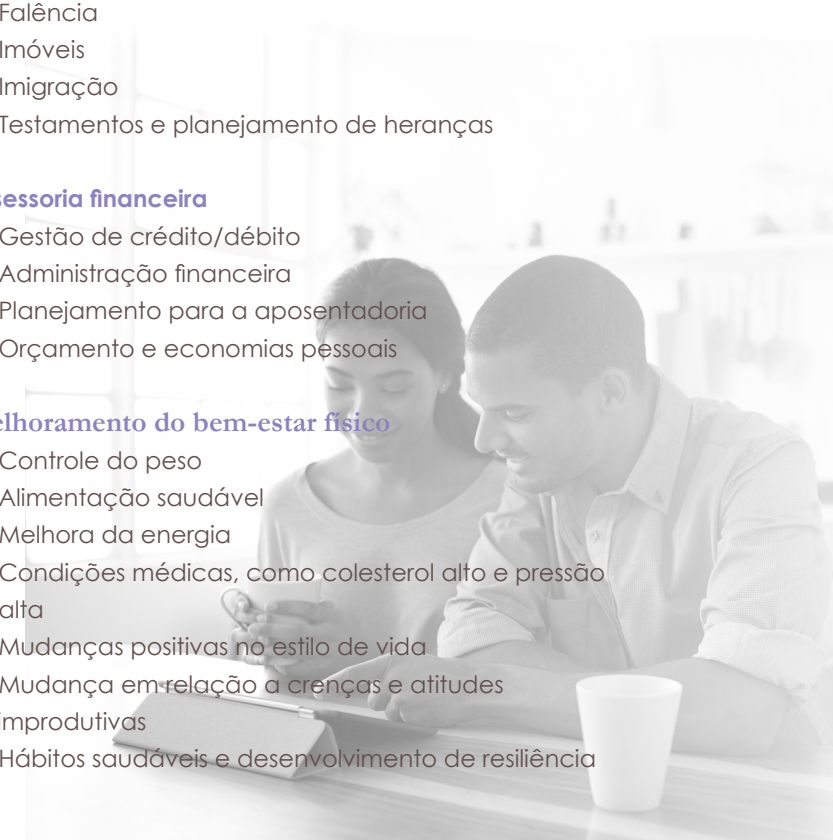 Falência
Imóveis
Imigração
Testamentos e planejamento de heranças
sessoria financeira
Gestão de crédito/débito
Administração financeira
Planejamento para a aposentadoria
Orçamento e economias pessoais
elhoramento do bem-estar físico
Controle do peso
Alimentação saudável
Melhora da energia
Condições médicas, como colesterol alto e pressão
alta
Mudanças positivas no estilo de vida
Mudança em relação a crenças e atitudes
improdutivas
Hábitos saudáveis e desenvolvimento de resiliência